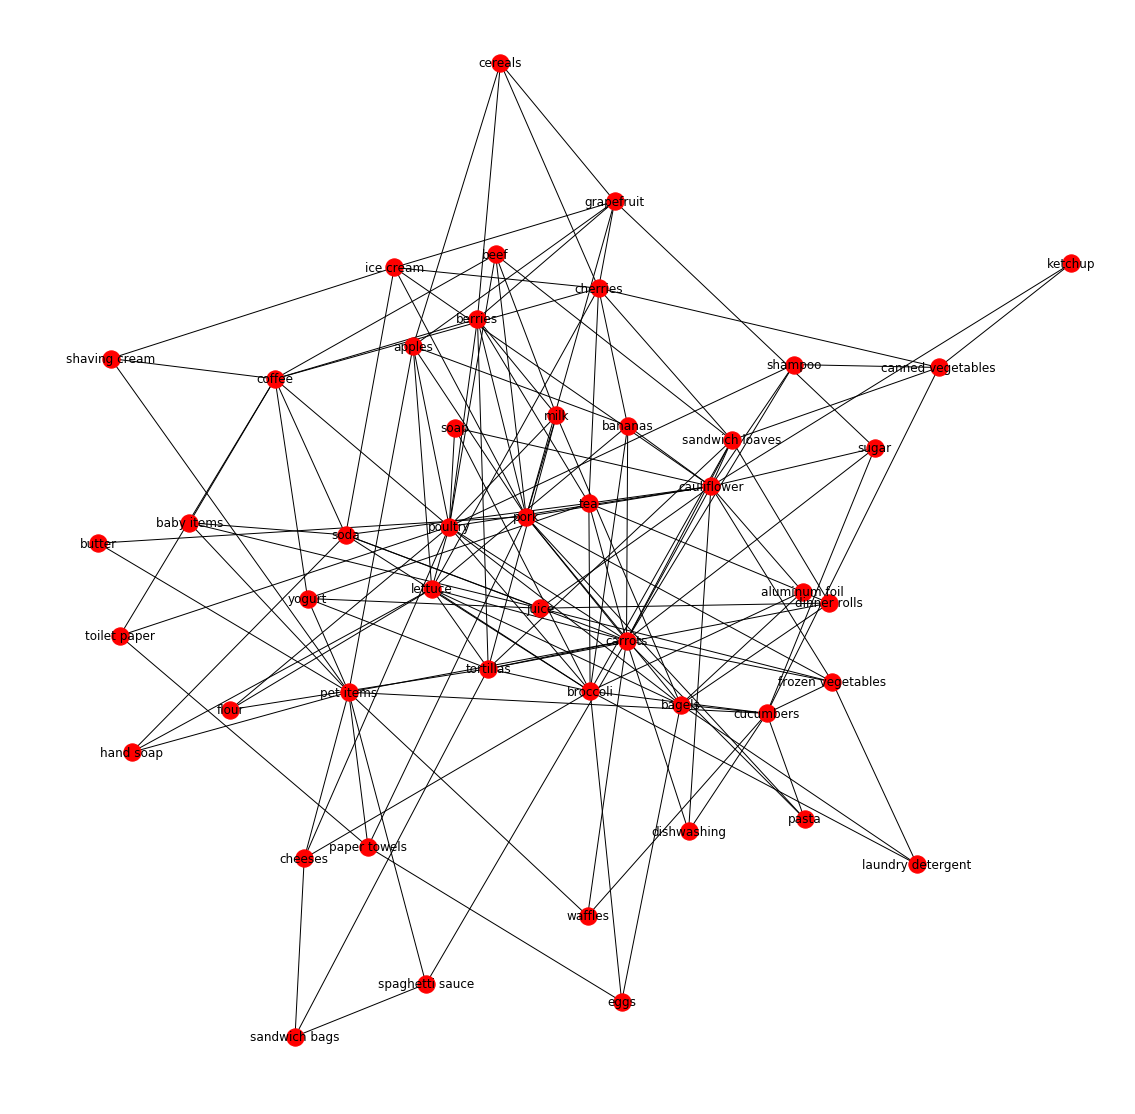 cereals
grapefruit
beef
ice cream
ketchup
cherries
berries
apples
shaving cream
shampoo
canned vegetables
coffee
milk
soap
bananas
sandwich loaves
sugar
cauliflower
tea
pork
baby items
poultry
soda
butter
lettuce
aluminum foil
yogurt
dinner rolls
juice
toilet paper
carrots
tortillas
frozen vegetables
pet items
broccoli
bagels
flour
cucumbers
hand soap
pasta
dishwashing
paper towels
cheeses
laundry detergent
waffles
spaghetti sauce
eggs
sandwich bags